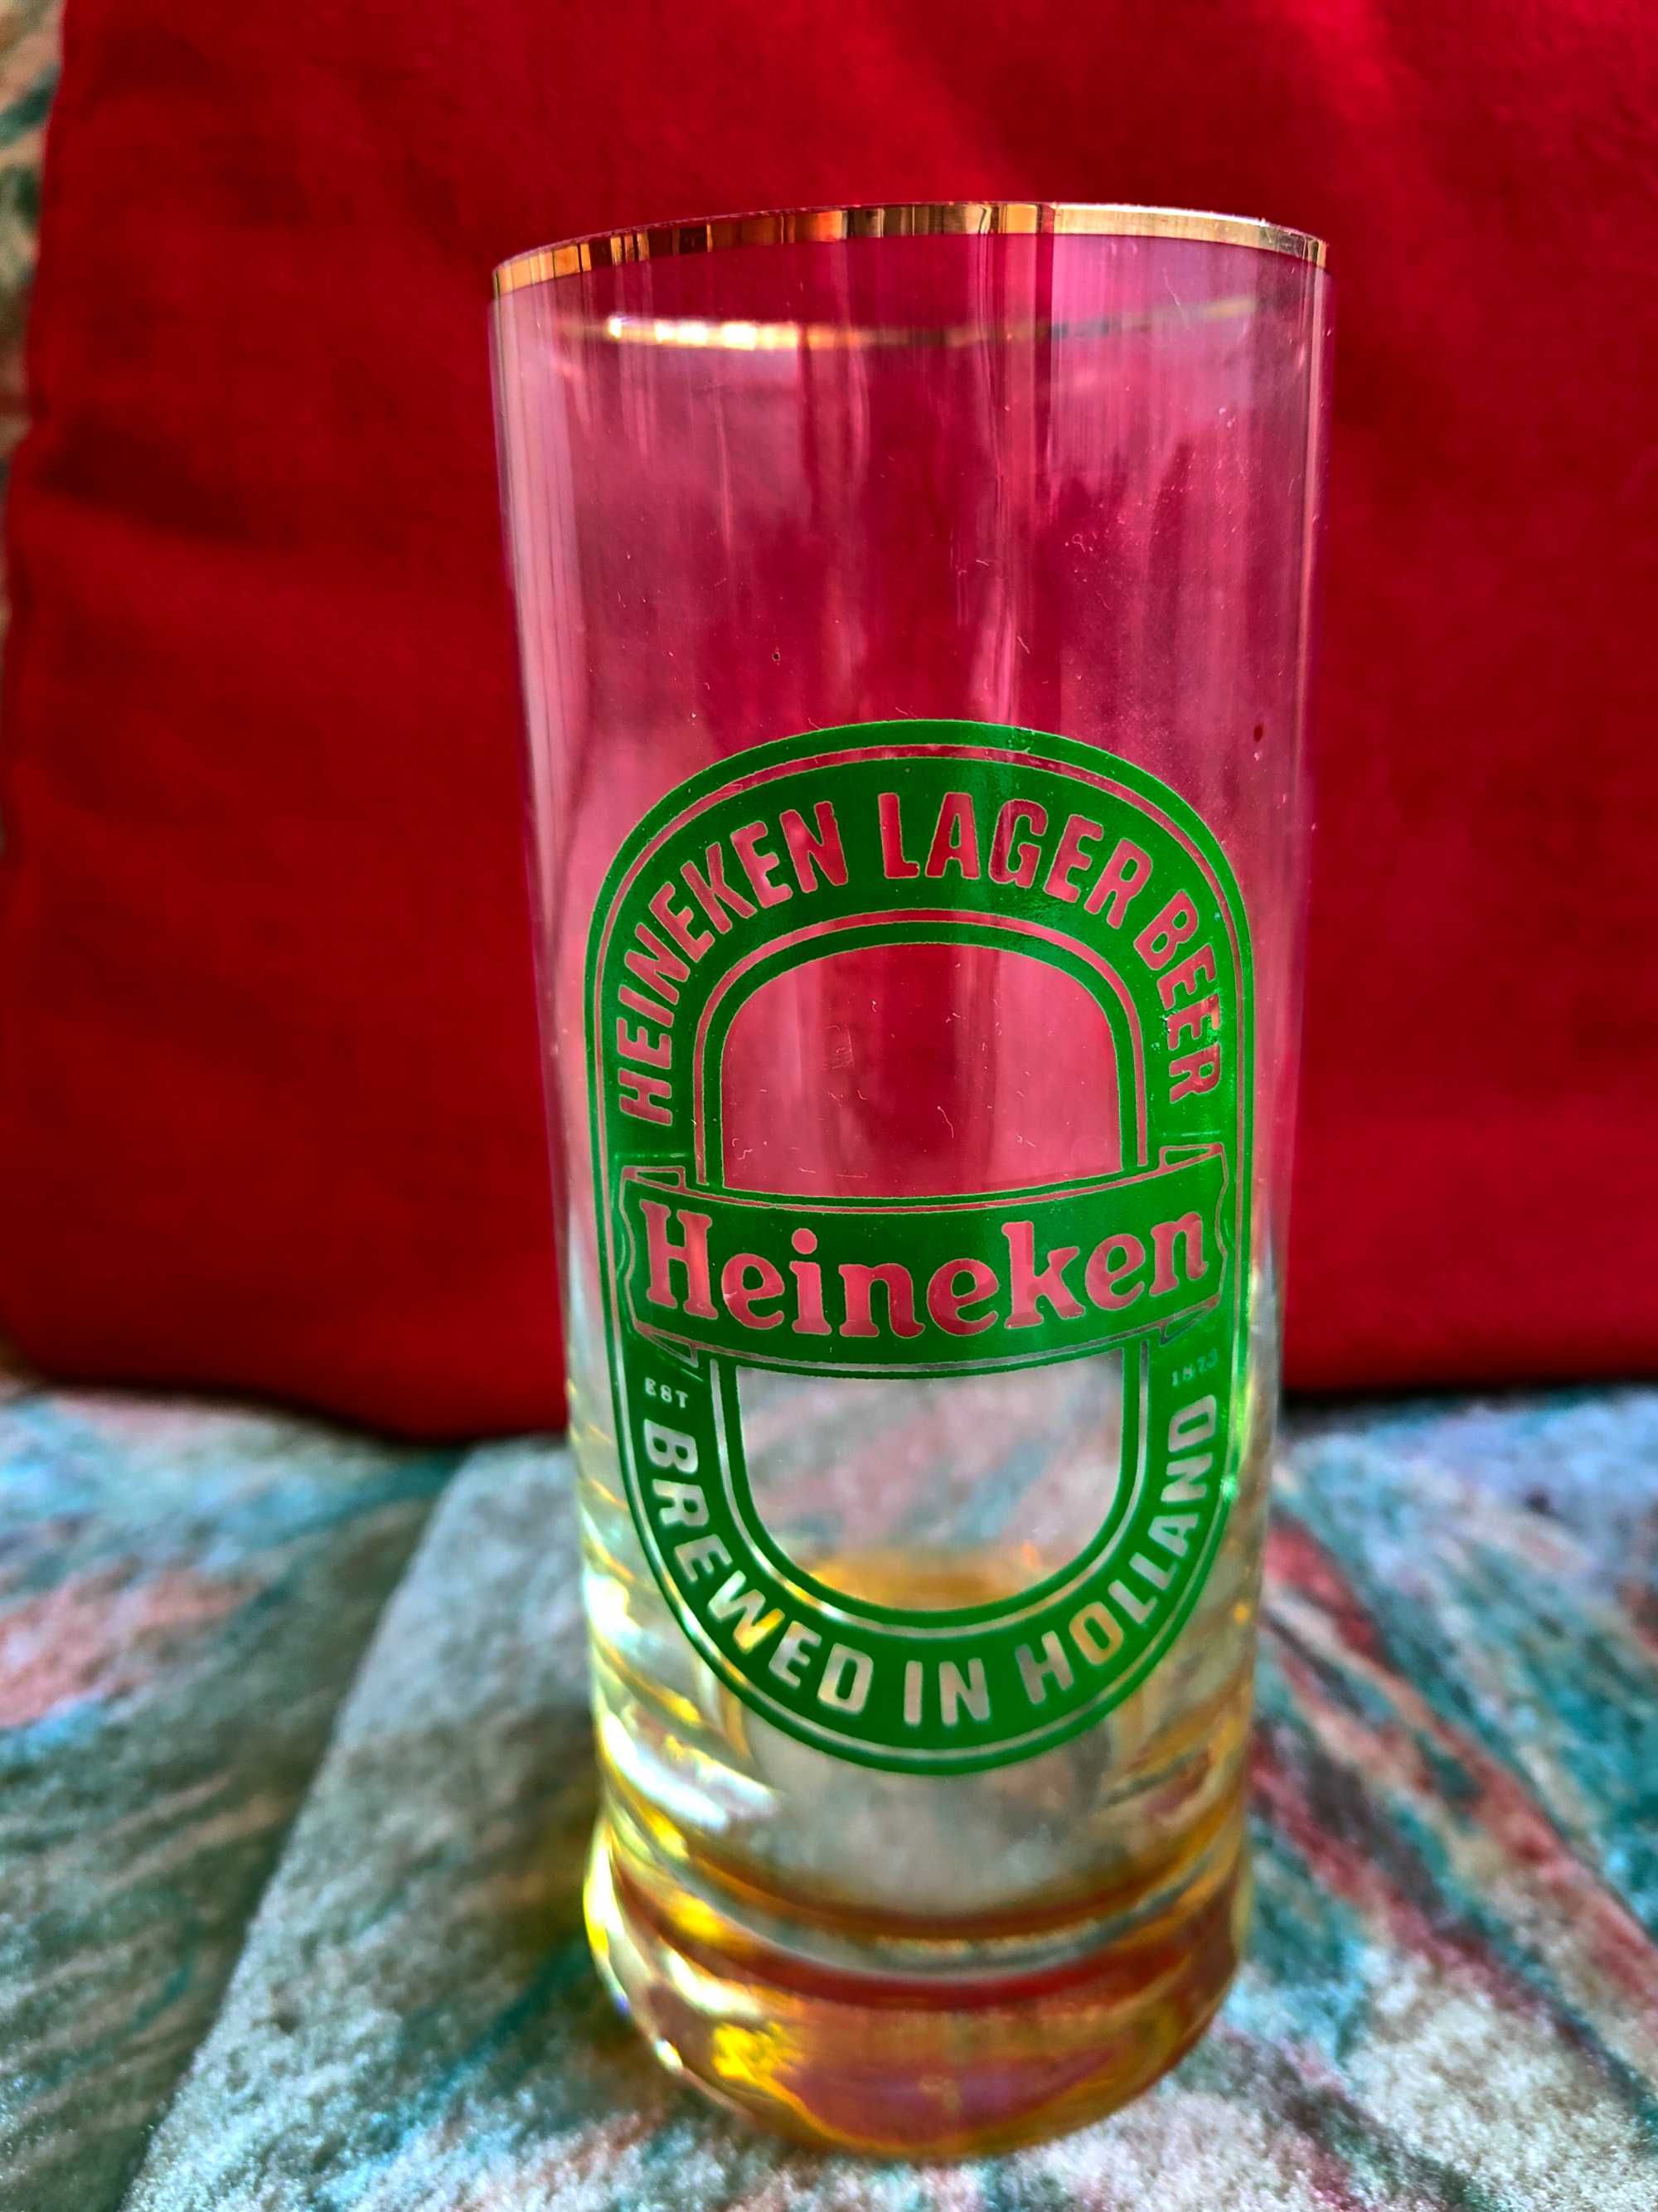 HEINEKEN LAGER BEER
Heineken
EST 1873
BREWED IN HOLLAND